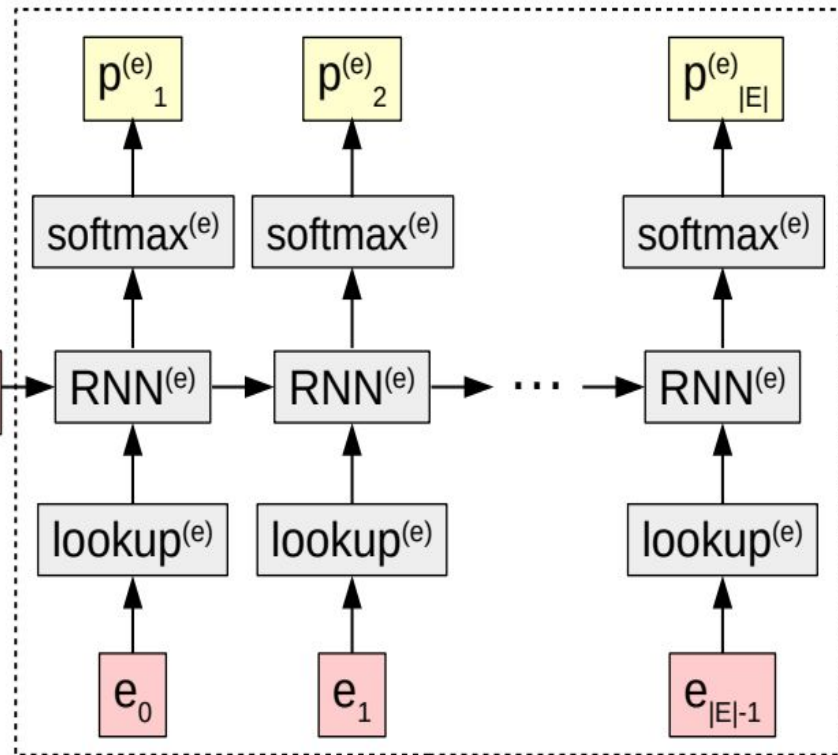 p(e)1 p(e)2 p(e)|E|
softmax(e) softmax(e) softmax(e)
RNN(e) RNN(e) ... RNN(e)
lookup(e) lookup(e) lookup(e)
e0 e1 e|E|-1